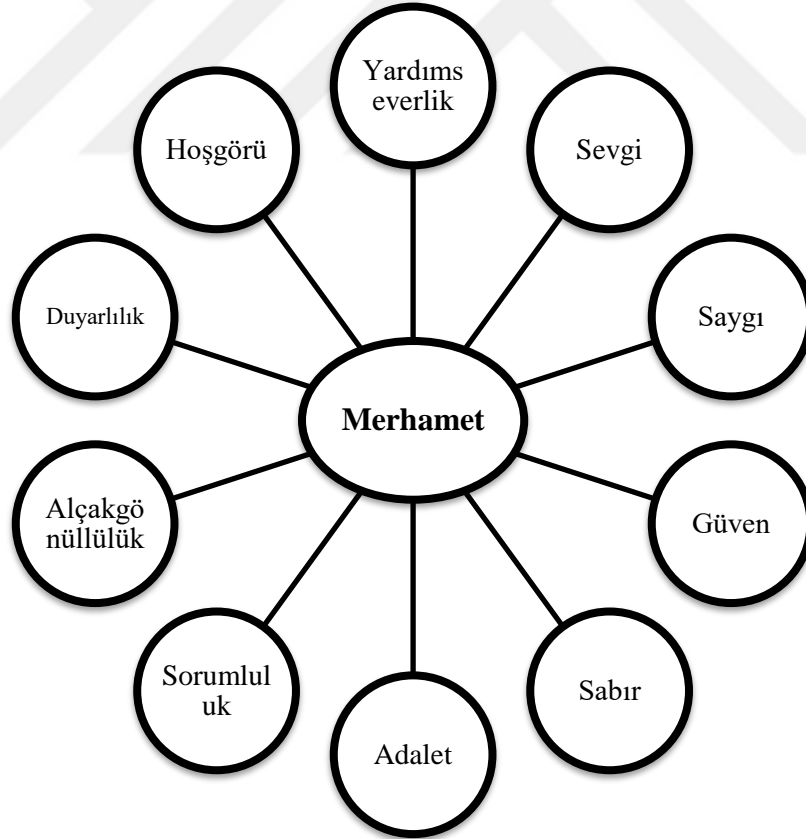 Yardıms
everlik
Sevgi
Saygı
Güven
Sabır
Adalet
Sorumlul
uk
Alçakgö
nüllülük
Duyarlılık
Hoşgörü
Merhamet